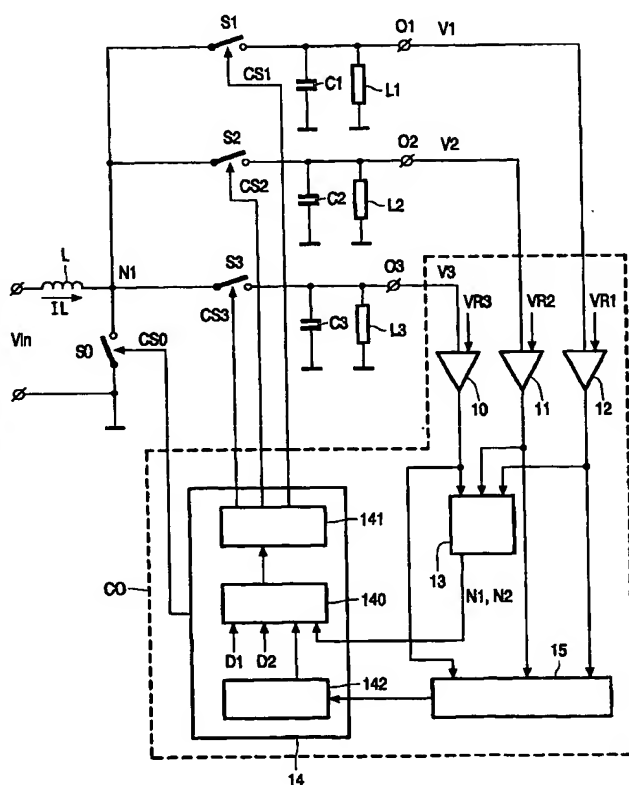 S1
O1
V1
CS1
C1
L1
S2
O2
V2
CS2
C2
L2
L
N1
S3
O3
V3
IL
CS3
C3
L3
VR3
VR2
VR1
Vin
S0
CS0
10
11
12
141
13
CO
140
N1, N2
D1
D2
15
142
14